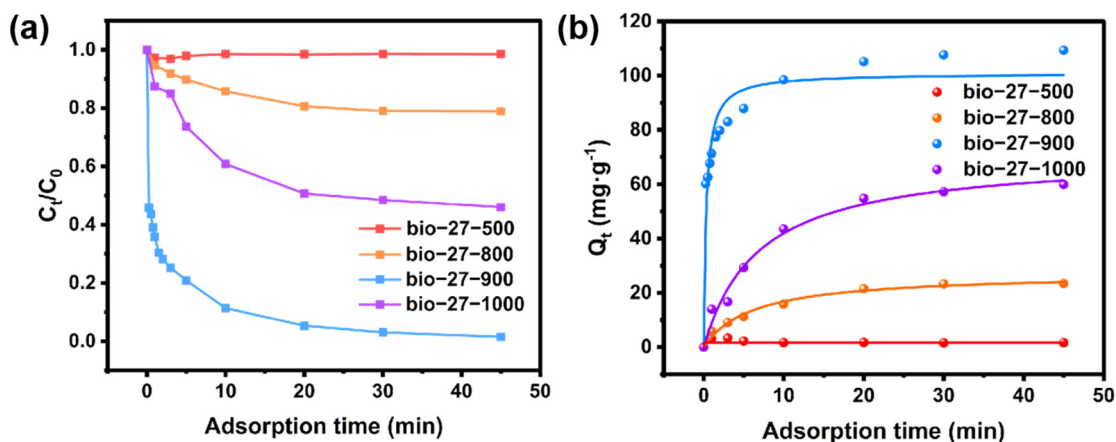 (a)
C_t/C_0
1.0
0.8
0.6
0.4
0.2
0.0
bio-27-500
bio-27-800
bio-27-900
bio-27-1000
0 10 20 30 40 50
Adsorption time (min)
(b)
Q_t (mg·g⁻¹)
120
100
80
60
40
20
0
bio-27-500
bio-27-800
bio-27-900
bio-27-1000
0 10 20 30 40 50
Adsorption time (min)